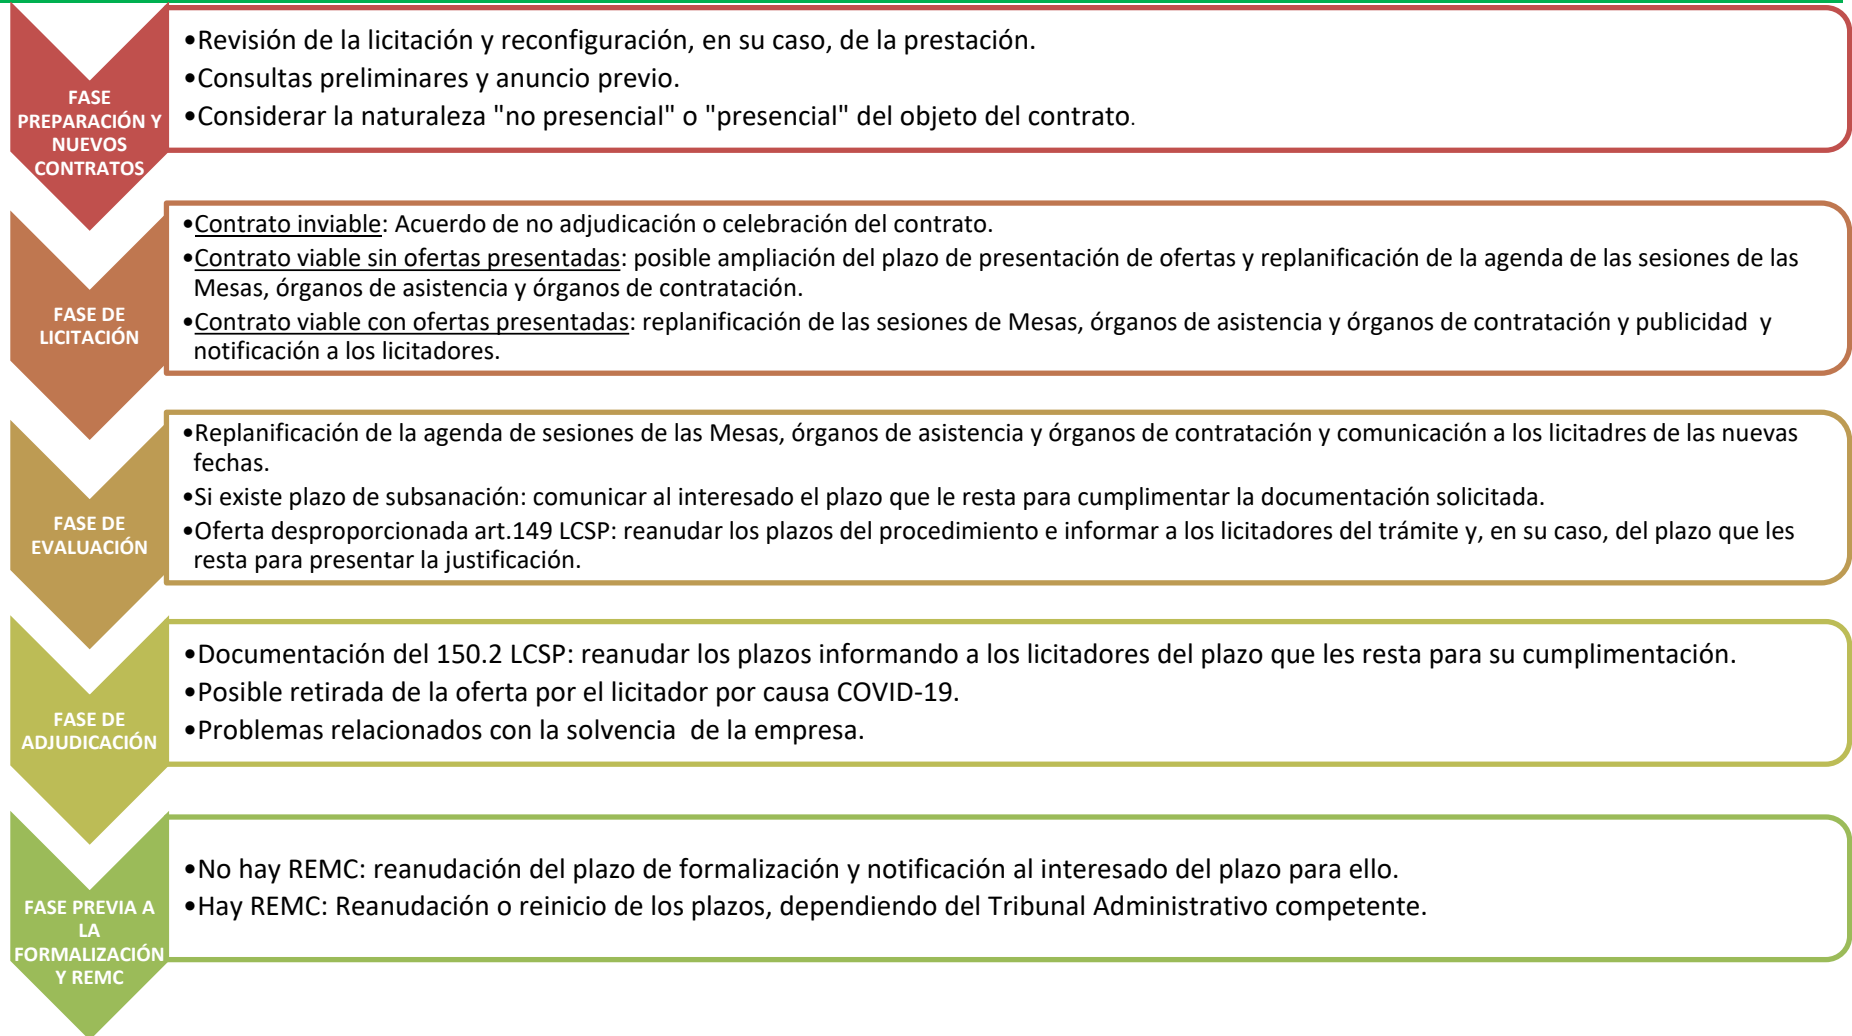 FASE
PREPARACIÓN Y
NUEVOS
CONTRATOS
•Revisión de la licitación y reconfiguración, en su caso, de la prestación.
•Consultas preliminares y anuncio previo.
•Considerar la naturaleza "no presencial" o "presencial" del objeto del contrato.
FASE DE
LICITACIÓN
•Contrato inviable: Acuerdo de no adjudicación o celebración del contrato.
•Contrato viable sin ofertas presentadas: posible ampliación del plazo de presentación de ofertas y replanificación de la agenda de las sesiones de las
Mesas, órganos de asistencia y órganos de contratación.
•Contrato viable con ofertas presentadas: replanificación de las sesiones de Mesas, órganos de asistencia y órganos de contratación y publicidad y
notificación a los licitadores.
FASE DE
EVALUACIÓN
•Replanificación de la agenda de sesiones de las Mesas, órganos de asistencia y órganos de contratación y comunicación a los licitadres de las nuevas
fechas.
•Si existe plazo de subsanación: comunicar al interesado el plazo que le resta para cumplimentar la documentación solicitada.
•Oferta desproporcionada art.149 LCSP: reanudar los plazos del procedimiento e informar a los licitadores del trámite y, en su caso, del plazo que les
resta para presentar la justificación.
FASE DE
ADJUDICACIÓN
•Documentación del 150.2 LCSP: reanudar los plazos informando a los licitadores del plazo que les resta para su cumplimentación.
•Posible retirada de la oferta por el licitador por causa COVID-19.
•Problemas relacionados con la solvencia de la empresa.
FASE PREVIA A
LA
FORMALIZACIÓN
Y REMC
•No hay REMC: reanudación del plazo de formalización y notificación al interesado del plazo para ello.
•Hay REMC: Reanudación o reinicio de los plazos, dependiendo del Tribunal Administrativo competente.